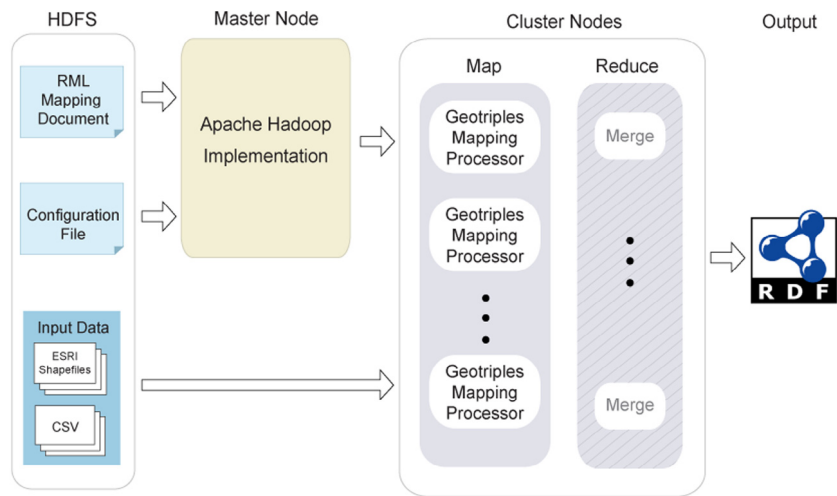 HDFS
Master Node
Cluster Nodes
Output
RML
Mapping
Document
Configuration
File
Input Data
ESRI
Shapefiles
CSV
Apache Hadoop
Implementation
Map
Geotriples
Mapping
Processor
Geotriples
Mapping
Processor
Geotriples
Mapping
Processor
Reduce
Merge
Merge
RDF